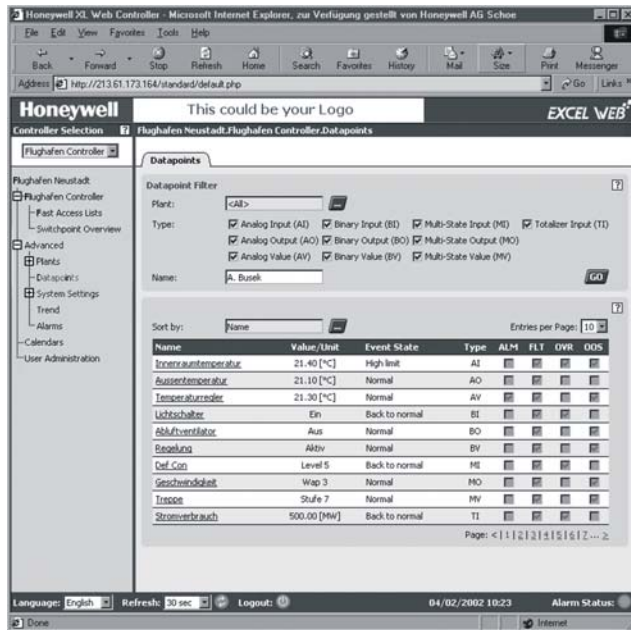 Honeywell XL Web Controller - Microsoft Internet Explorer, zur Verfügung gestellt von Honeywell AG Schoe
File Edit View Favorites Tools Help
Back Forward Stop Refresh Home Search Favorites History Mail Size Print Messenger
Address http://213.61.173.164/standard/default.php Go Links »
Honeywell This could be your Logo EXCEL WEB
Controller Selection ? Flughafen Neustadt.Flughafen Controller.Datapoints
Flughafen Controller
Datapoints
Flughafen Neustadt
Flughafen Controller
Fast Access Lists
Switchpoint Overview
Advanced
Plants
Datapoints
System Settings
Trend
Alarms
Calendars
User Administration
Datapoint Filter ?
Plant: <All> ...
Type: Analog Input (AI) Binary Input (BI) Multi-State Input (MI) Totalizer Input (TI)
Analog Output (AO) Binary Output (BO) Multi-State Output (MO)
Analog Value (AV) Binary Value (BV) Multi-State Value (MV)
Name: A. Busek GO
?
Sort by: Name ... Entries per Page: 10
Name Value/Unit Event State Type ALM FLT OVR OOS
Innenraumtemperatur 21.40 [°C] High limit AI
Aussentemperatur 21.10 [°C] Normal AO
Temperaturregler 21.30 [°C] Normal AV
Lichtschalter Ein Back to normal BI
Abluftventilator Aus Normal BO
Regelung Aktiv Normal BV
Def Con Level 5 Back to normal MI
Geschwindigkeit Wap 3 Normal MO
Treppe Stufe 7 Normal MV
Stromverbrauch 500.00 [MW] Back to normal TI
Page: < | 1 | 2 | 3 | 4 | 5 | 6 | 7 ... >
Language: English Refresh: 30 sec Logout: 04/02/2002 10:23 Alarm Status:
Done Internet